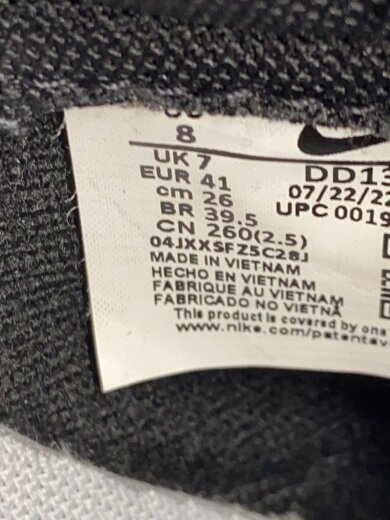 8
UK 7
EUR 41
cm 26
BR 39.5
CN 260(2.5)
04JXXSFZ5C28J
MADE IN VIETNAM
HECHO EN VIETNAM
FABRIQUE AU VIETNAM
FABRICADO NO VIETNÃ
This product is covered by one
www.nike.com/patents
DD13
07/22/22
UPC 0019